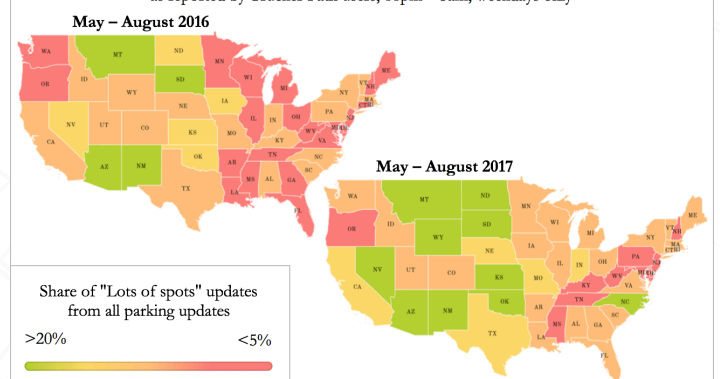 May – August 2016
WA
OR
CA
NV
ID
MT
WY
UT
AZ
CO
NM
ND
SD
NE
KS
OK
TX
MN
IA
MO
AR
LA
WI
IL
MI
IN
OH
KY
TN
MS
AL
GA
FL
SC
NC
VA
WV
PA
NY
VT
NH
ME
MA
NJ
May – August 2017
WA
OR
CA
NV
ID
MT
WY
UT
AZ
CO
NM
ND
SD
NE
KS
OK
TX
MN
IA
MO
AR
LA
WI
IL
MI
IN
OH
KY
TN
MS
AL
GA
FL
SC
NC
VA
WV
PA
NY
VT
NH
ME
MA
NJ
Share of "Lots of spots" updates
from all parking updates
>20%
<5%